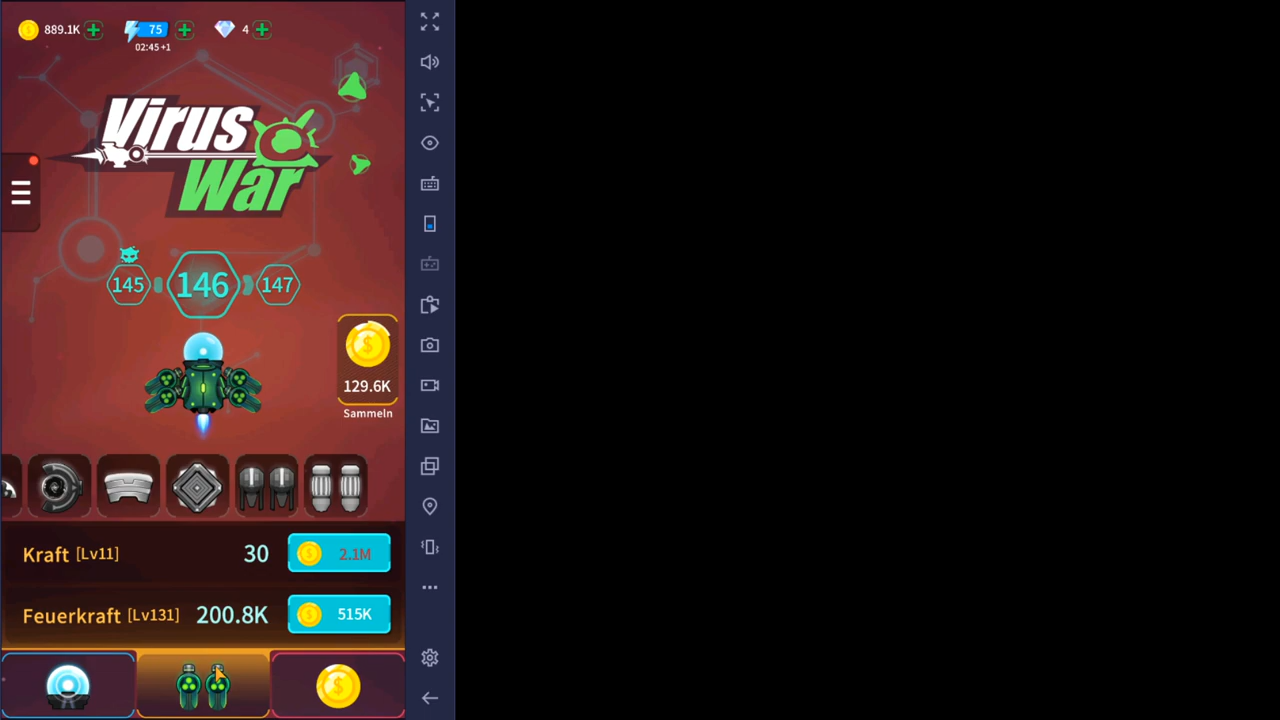 889.1K
75
4
02:45 +1
Virus
War
145
146
147
129.6K
Sammeln
Kraft [Lv11] 30 2.1M
Feuerkraft [Lv131] 200.8K 515K